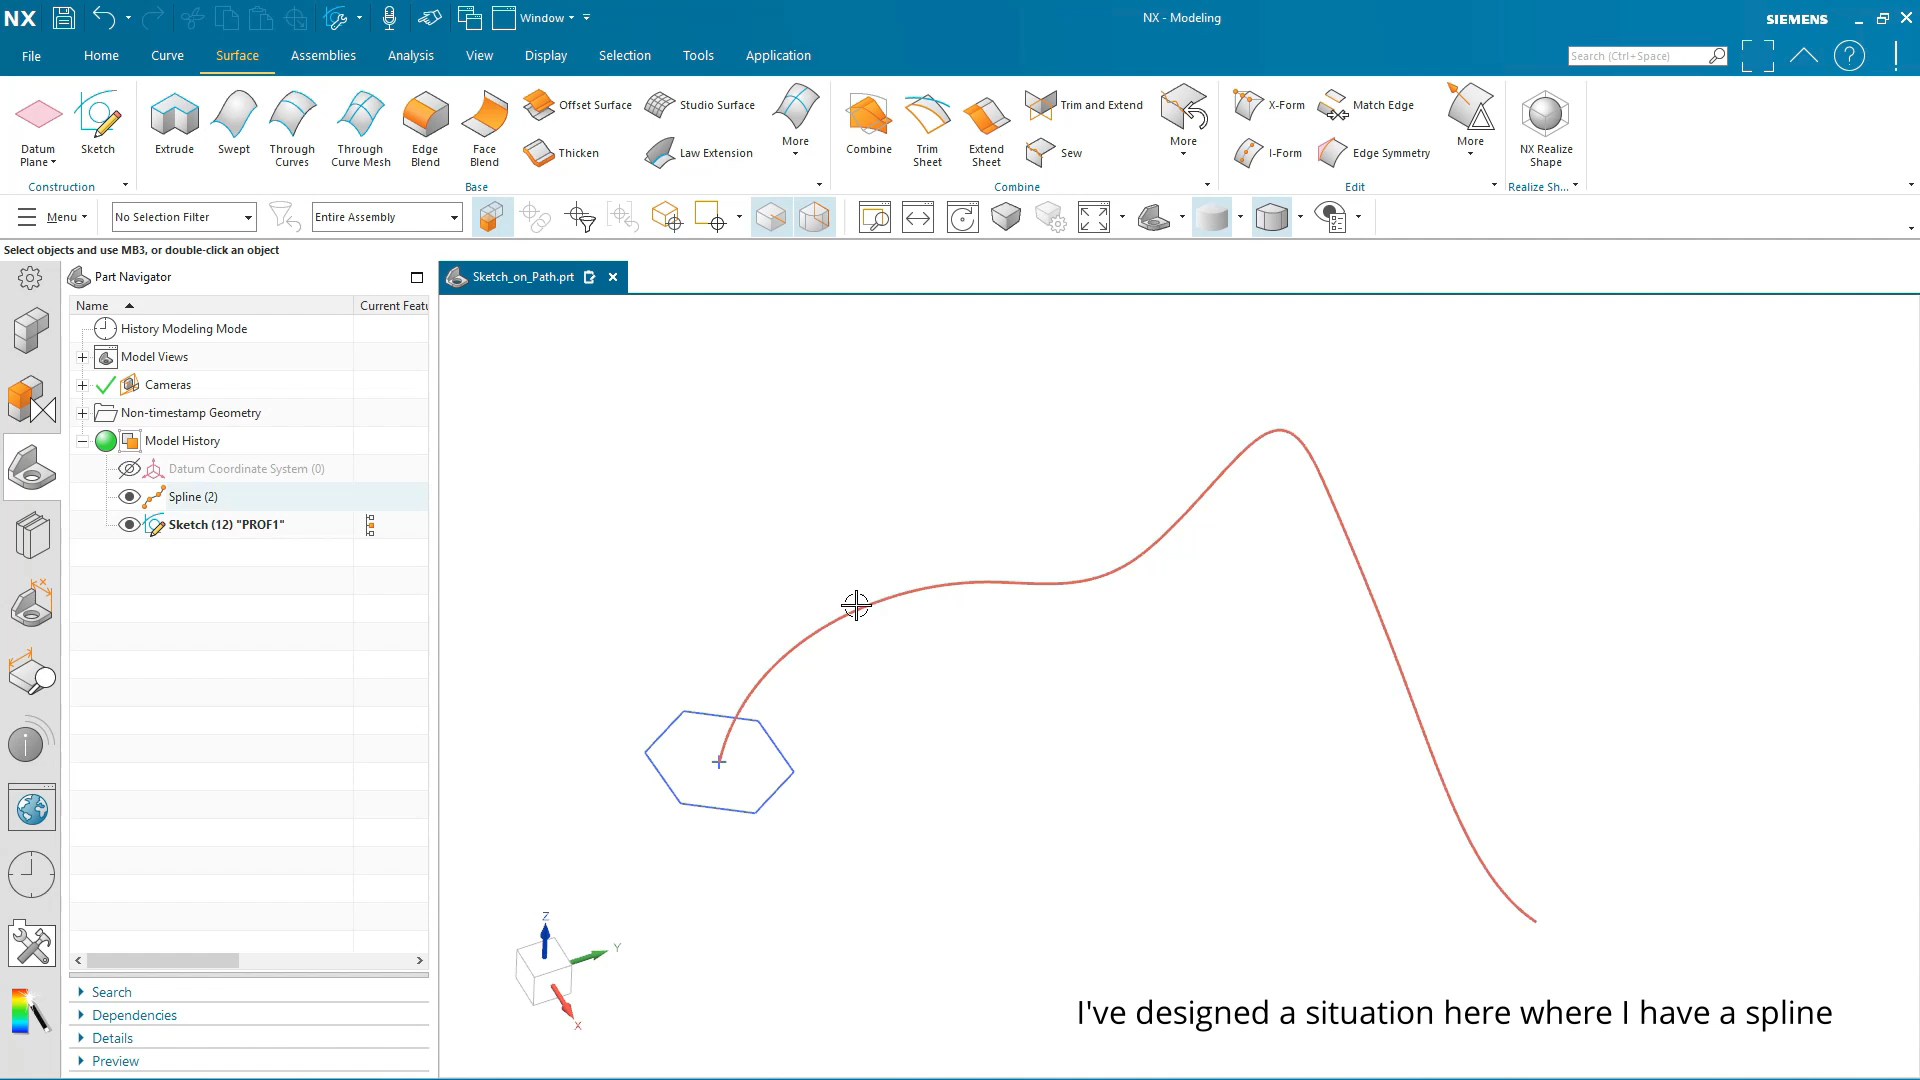 NX
Window
NX - Modeling
SIEMENS
File
Home
Curve
Surface
Assemblies
Analysis
View
Display
Selection
Tools
Application
Search (Ctrl+Space)
Datum
Plane
Sketch
Extrude
Swept
Through
Curves
Through
Curve Mesh
Edge
Blend
Face
Blend
Offset Surface
Thicken
Studio Surface
Law Extension
More
Combine
Trim
Sheet
Extend
Sheet
Trim and Extend
Sew
More
X-Form
I-Form
Match Edge
Edge Symmetry
More
NX Realize
Shape
Construction
Base
Combine
Edit
Realize Sh...
Menu
No Selection Filter
Entire Assembly
Select objects and use MB3, or double-click an object
Part Navigator
Sketch_on_Path.prt
Name
Current Featu
History Modeling Mode
Model Views
Cameras
Non-timestamp Geometry
Model History
Datum Coordinate System (0)
Spline (2)
Sketch (12) "PROF1"
Z
Y
X
Search
Dependencies
Details
Preview
I've designed a situation here where I have a spline